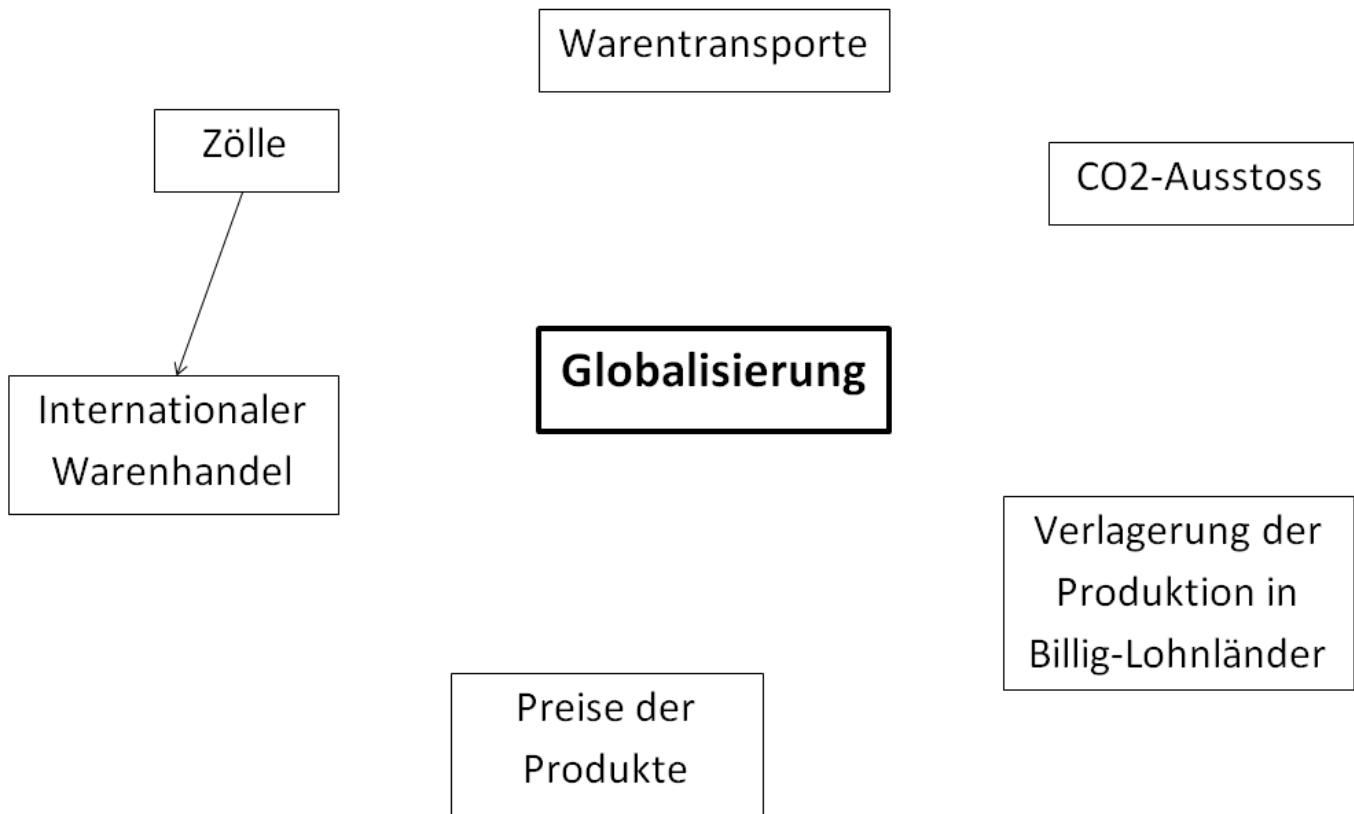 Warentransporte
Zölle
CO2-Ausstoss
Globalisierung
Internationaler
Warenhandel
Verlagerung der
Produktion in
Billig-Lohnländer
Preise der
Produkte